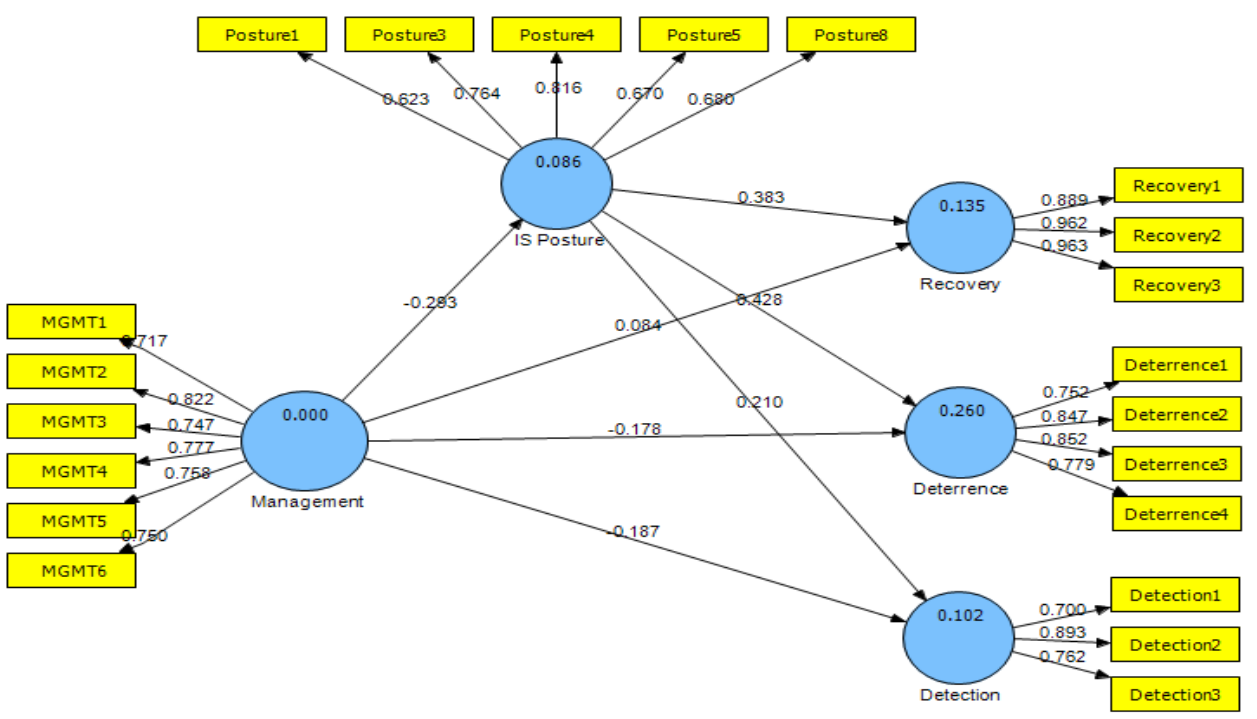 Posture1 Posture3 Posture4 Posture5 Posture8
0.623 0.764 0.816 0.670 0.680
0.086
IS Posture
0.383
0.135
Recovery
0.889
0.962
0.963
Recovery1
Recovery2
Recovery3
-0.293
0.084
0.428
0.210
MGMT1
MGMT2
MGMT3
MGMT4
MGMT5
MGMT6
0.717
0.822
0.747
0.777
0.758
0.750
0.000
Management
-0.178
-0.187
0.260
Deterrence
0.752
0.847
0.852
0.779
Deterrence1
Deterrence2
Deterrence3
Deterrence4
0.102
Detection
0.700
0.893
0.762
Detection1
Detection2
Detection3